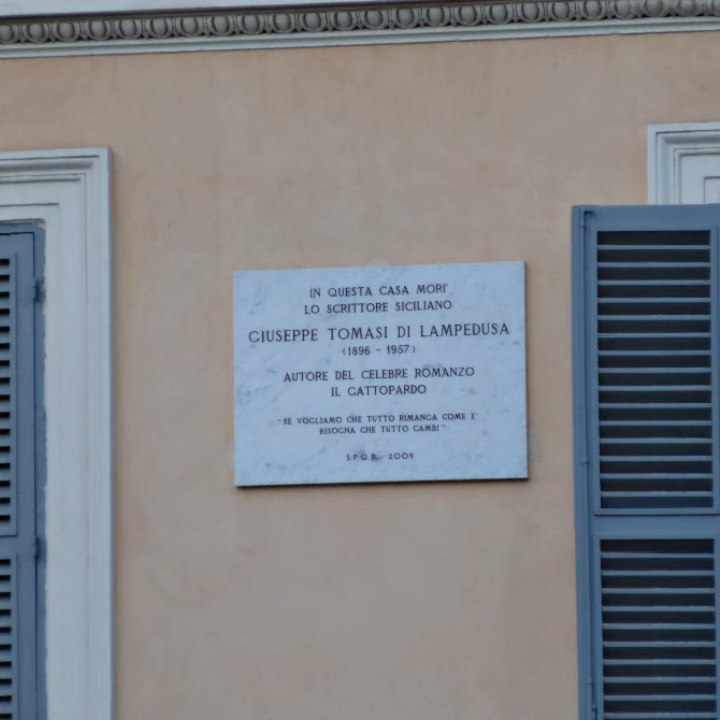 IN QUESTA CASA MORI'
LO SCRITTORE SICILIANO
GIUSEPPE TOMASI DI LAMPEDUSA
(1896 - 1957)
AUTORE DEL CELEBRE ROMANZO
IL GATTOPARDO
"SE VOGLIAMO CHE TUTTO RIMANGA COME E'
BISOGNA CHE TUTTO CAMBI"
S.P.Q.R. 2009